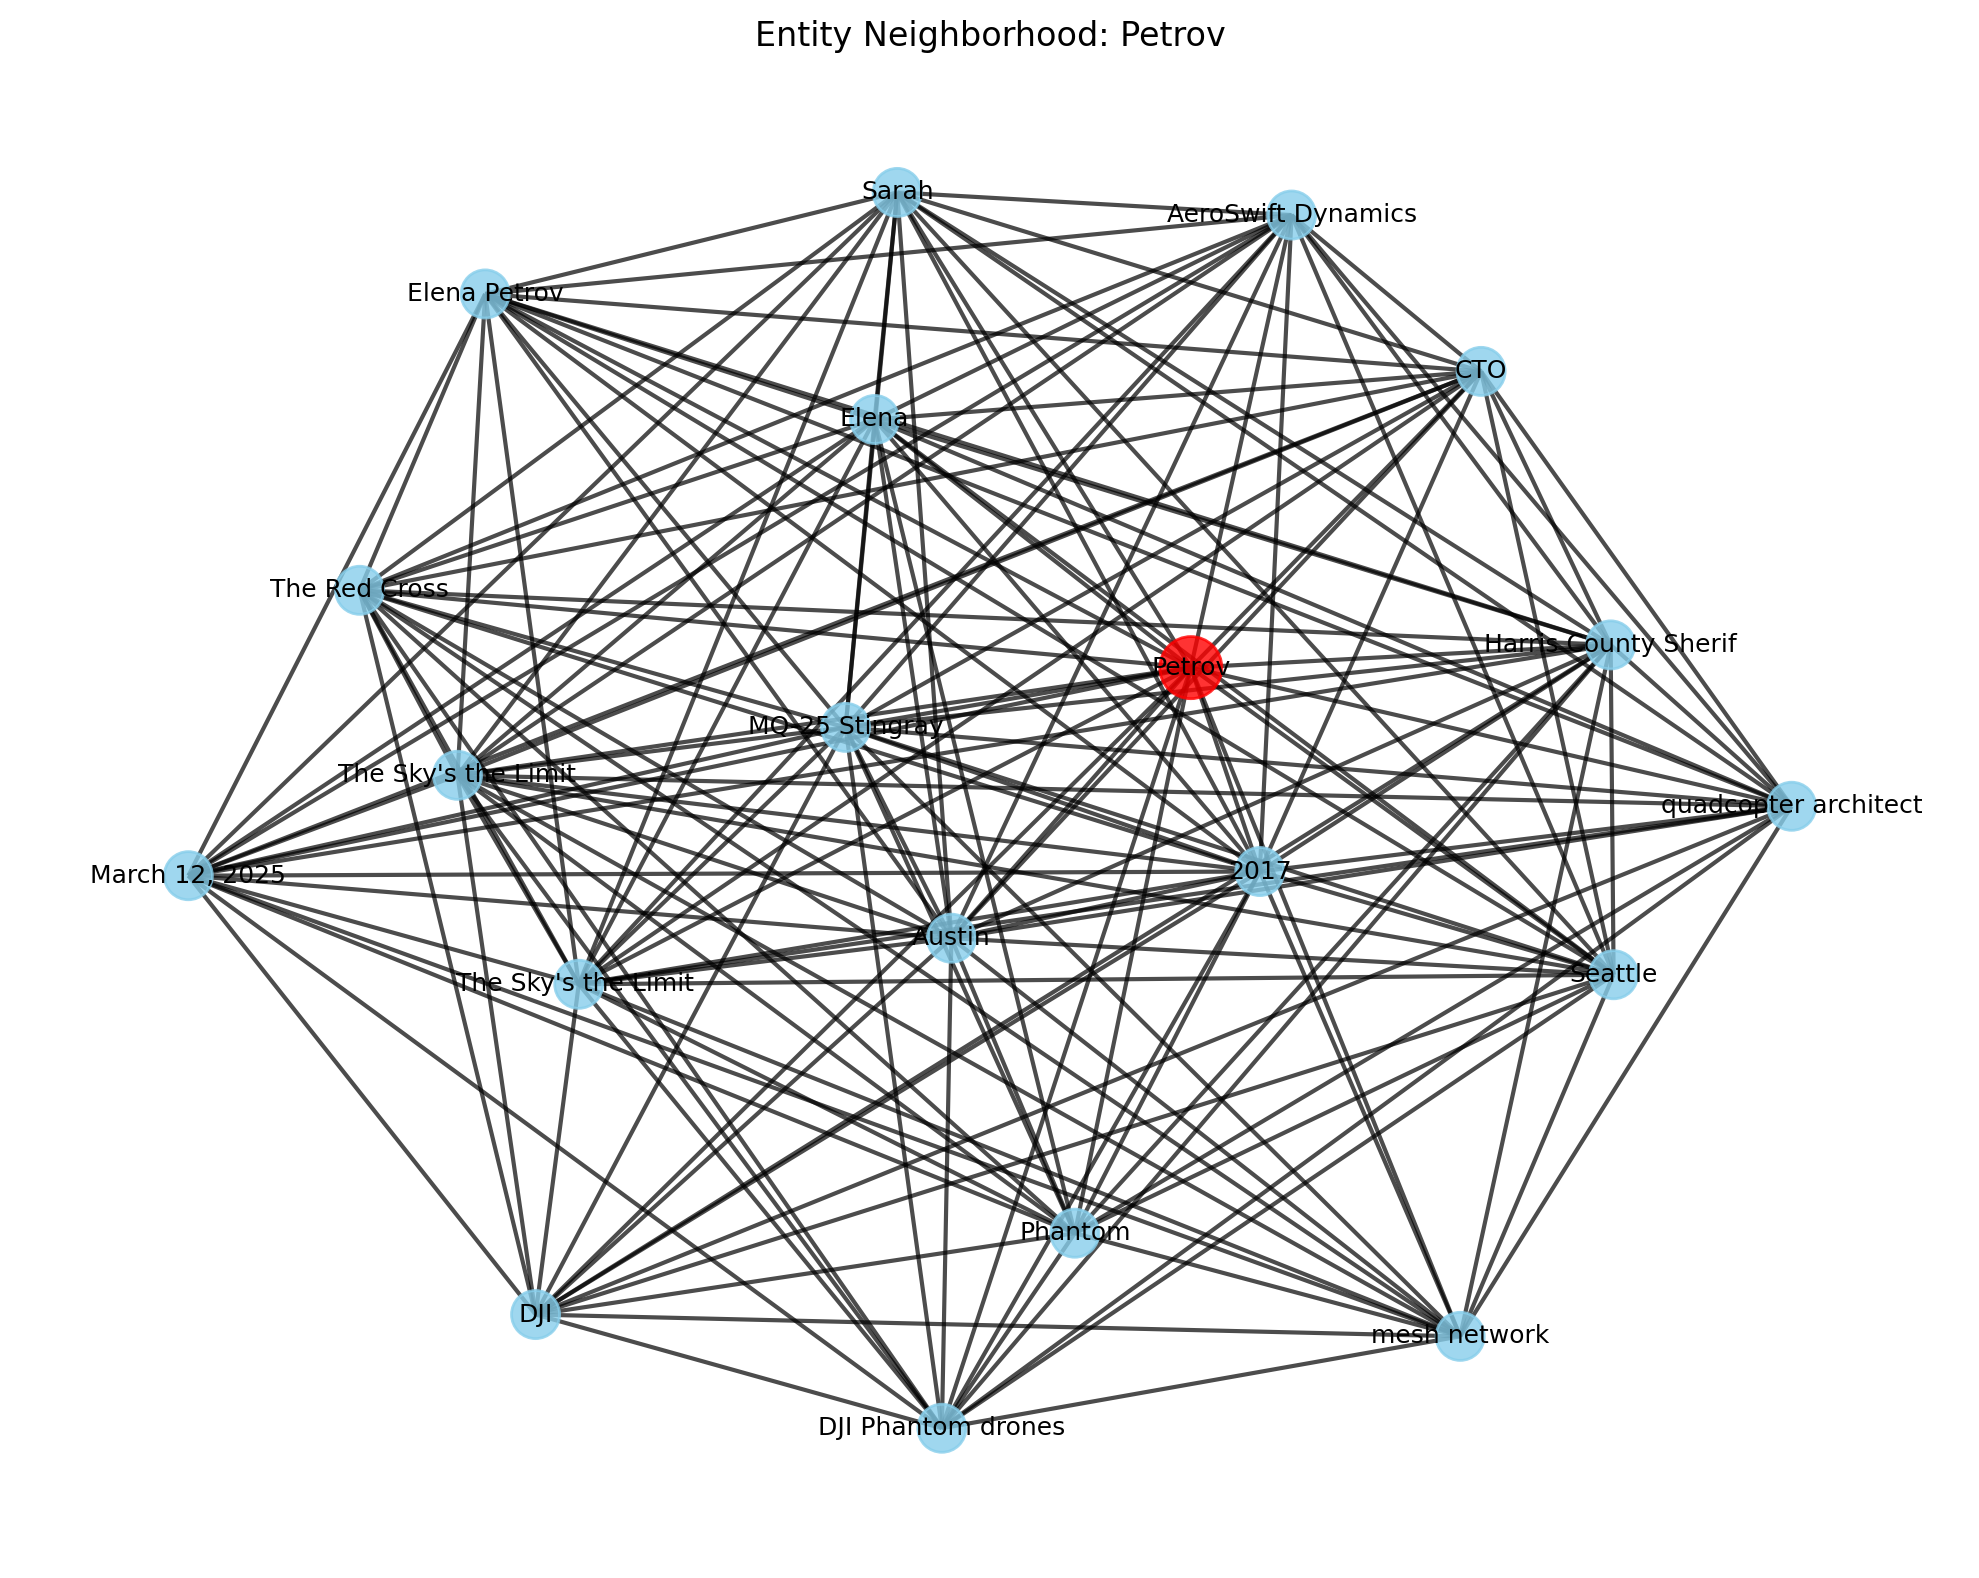 Entity Neighborhood: Petrov
Sarah
AeroSwift Dynamics
Elena Petrov
CTO
Elena
The Red Cross
Harris County Sherif
Petrov
MQ-25 Stingray
The Sky's the Limit
quadcopter architect
March 12, 2025
2017
Austin
The Sky's the Limit
Seattle
Phantom
DJI
mesh network
DJI Phantom drones